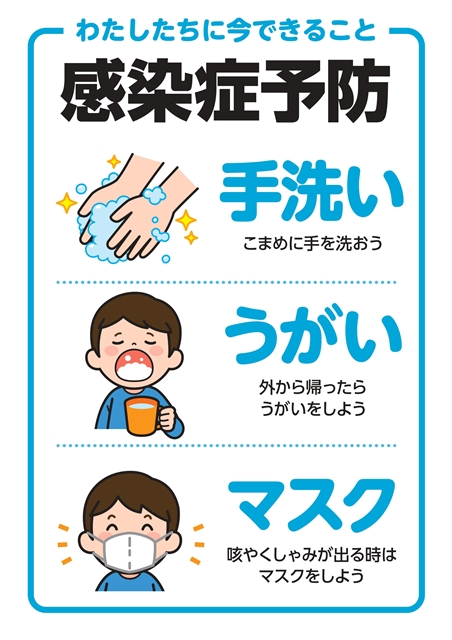 わたしたちに今できること
感染症予防
手洗い
こまめに手を洗おう
うがい
外から帰ったら
うがいをしよう
マスク
咳やくしゃみが出る時は
マスクをしよう